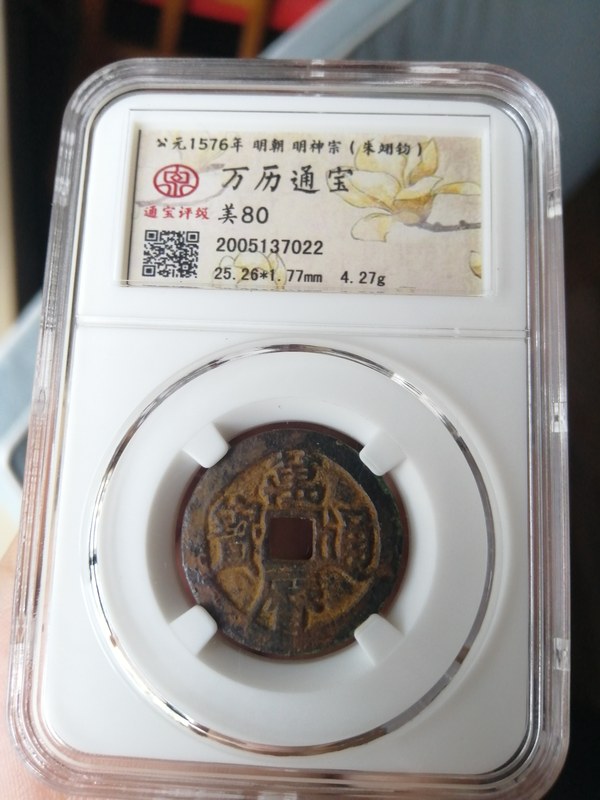 公元1576年 明朝 明神宗(朱翊钧)
泉
万历通宝
通宝评级 美80
2005137022
25.26*1.77mm 4.27g
萬
寶 通
曆